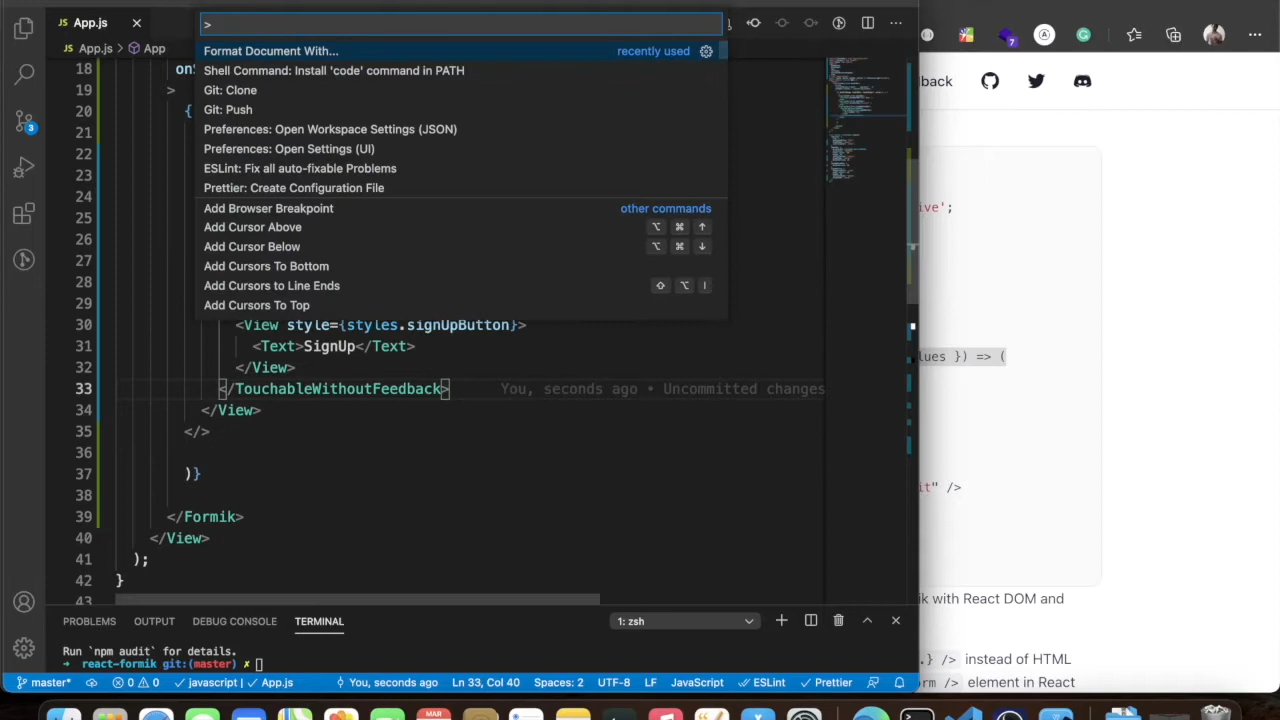 App.js
>
App.js
App
Format Document With...
recently used
Shell Command: Install 'code' command in PATH
Git: Clone
Git: Push
Preferences: Open Workspace Settings (JSON)
Preferences: Open Settings (UI)
ESLint: Fix all auto-fixable Problems
Prettier: Create Configuration File
Add Browser Breakpoint
other commands
Add Cursor Above
⌥ ⌘ ↑
Add Cursor Below
⌥ ⌘ ↓
Add Cursors To Bottom
Add Cursors to Line Ends
⇧ ⌥ I
Add Cursors To Top
18 on
19 >
20 {
21
22
23
24
25
26
27
28
29
30 <View style={styles.signUpButton}>
31 <Text>SignUp</Text>
32 </View>
33 </TouchableWithoutFeedback> You, seconds ago • Uncommitted changes
34 </View>
35 </>
36
37 )}
38
39 </Formik>
40 </View>
41 );
42 }
43
3
PROBLEMS OUTPUT DEBUG CONSOLE TERMINAL
1: zsh
Run `npm audit` for details.
→ react-formik git:(master) ✗
master* 0 0 javascript | App.js You, seconds ago Ln 33, Col 40 Spaces: 2 UTF-8 LF JavaScript ESLint Prettier
7
back
ive';
lues }) => (
it" />
ik with React DOM and
.} /> instead of HTML
rm /> element in React
MAR